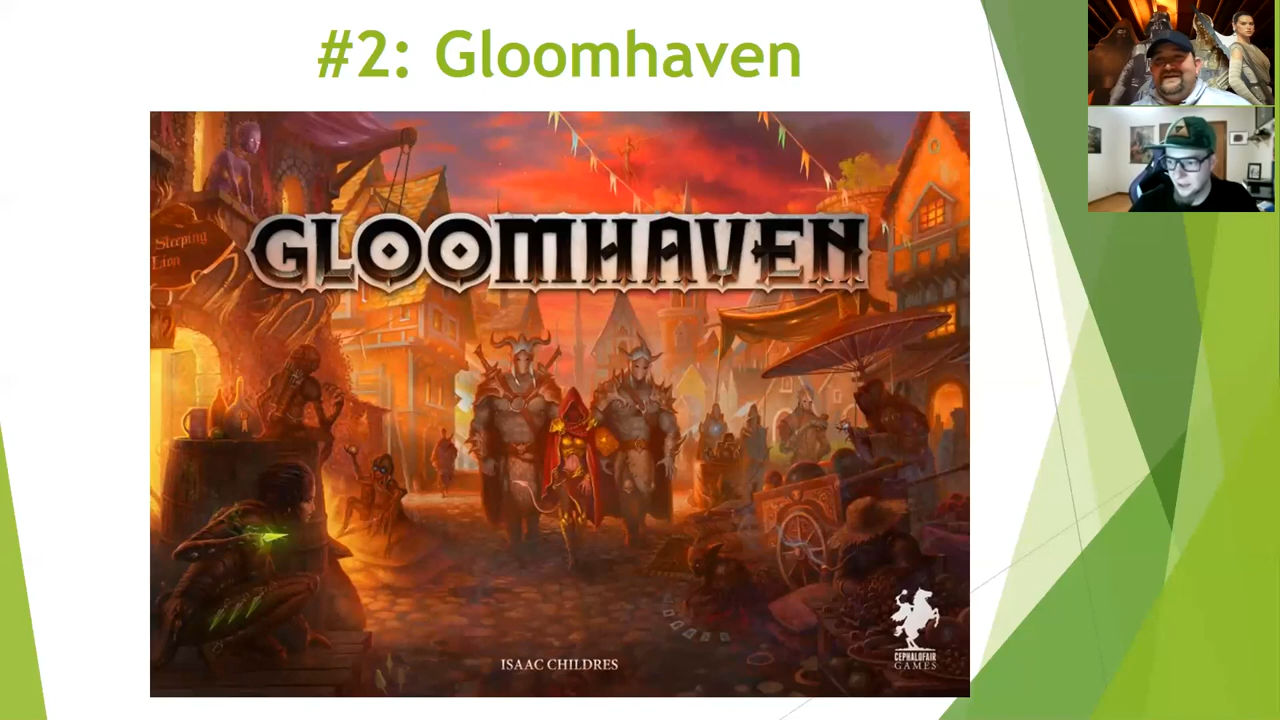 #2: Gloomhaven
GLOOMHAVEN
Sleeping
Lion
ISAAC CHILDRES
CEPHALOFAIR
GAMES